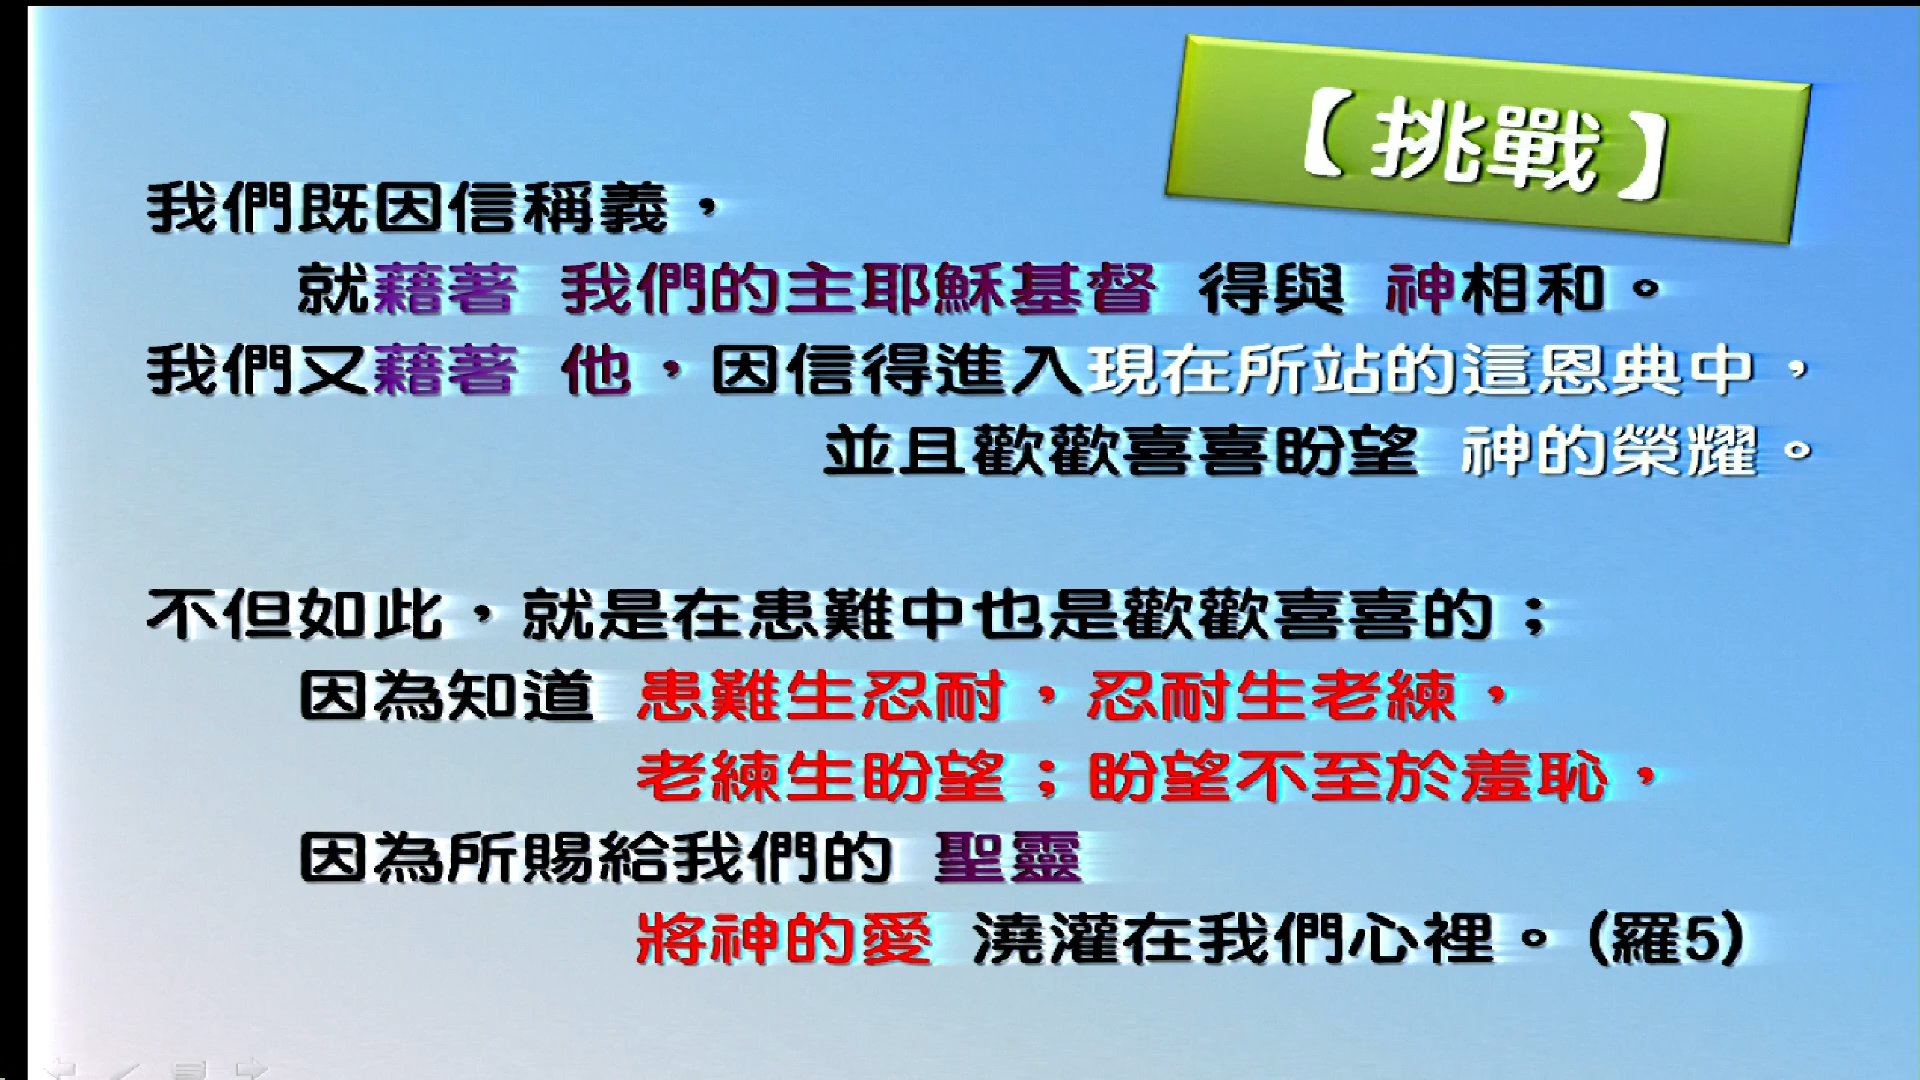 【挑戰】
我們既因信稱義，
就藉著 我們的主耶穌基督 得與 神相和。
我們又藉著 他，因信得進入現在所站的這恩典中，
並且歡歡喜喜盼望 神的榮耀。
不但如此，就是在患難中也是歡歡喜喜的；
因為知道 患難生忍耐，忍耐生老練，
老練生盼望；盼望不至於羞恥，
因為所賜給我們的 聖靈
將神的愛 澆灌在我們心裡。(羅5)